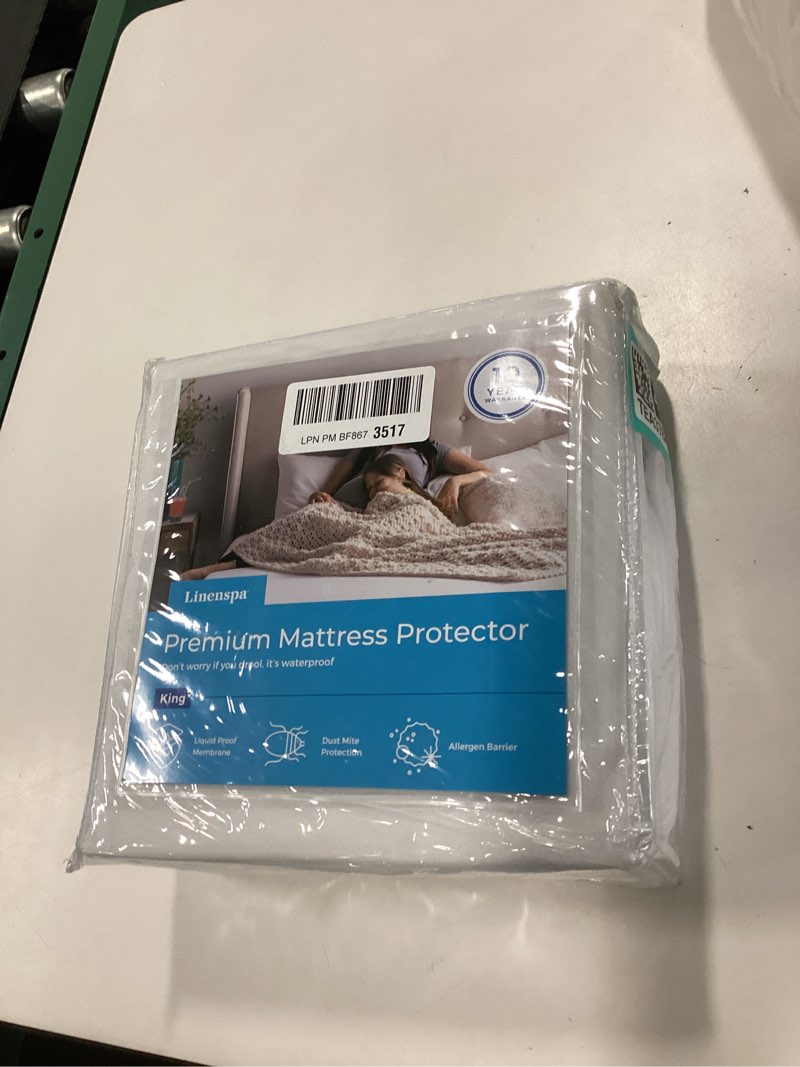 10
YEAR
WARRANTY
LPN PM BF867 3517
Linenspa
Premium Mattress Protector
Don't worry if you drool, it's waterproof
King
Liquid Proof
Membrane
Dust Mite
Protection
Allergen Barrier